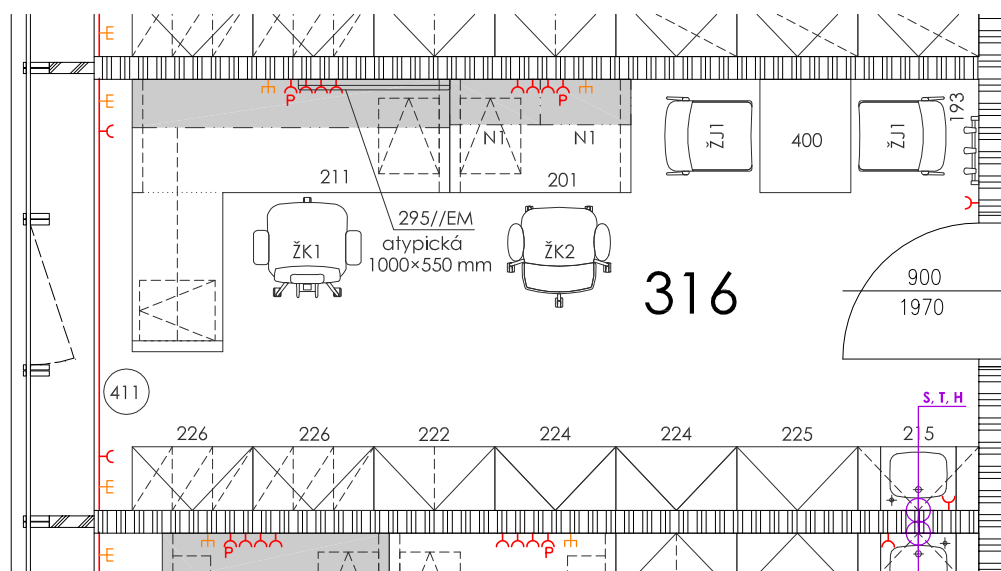 E
E
P
P
N1
N1
ŽJ1
400
ŽJ1
193
211
201
295//EM
atypická
1000×550 mm
ŽK1
ŽK2
316
900
1970
411
S, T, H
226
226
222
224
224
225
215
E
E
P
P